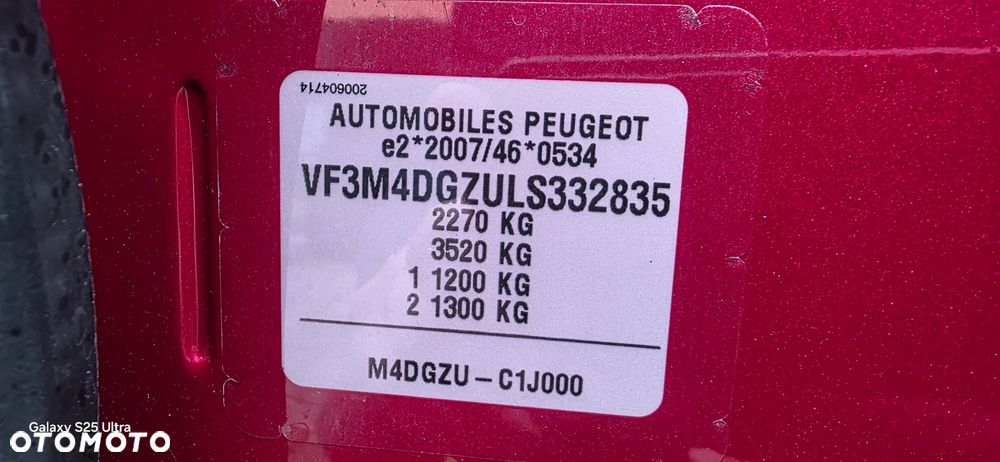 200604714
AUTOMOBILES PEUGEOT
e2*2007/46*0534
VF3M4DGZULS332835
2270 KG
3520 KG
1 1200 KG
2 1300 KG
M4DGZU – C1J000
Galaxy S25 Ultra
OTOMOTO